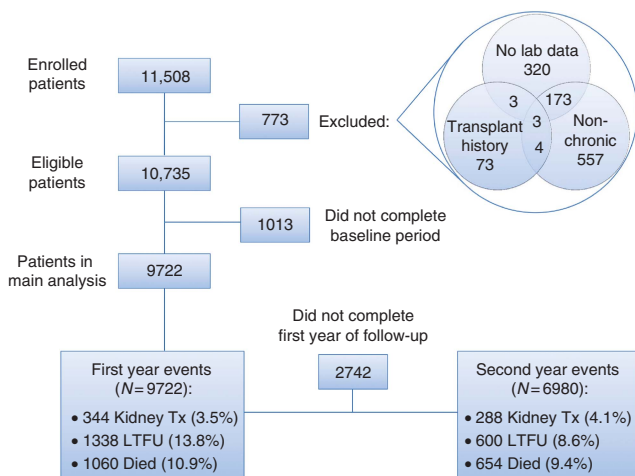 Enrolled
patients
11,508
773
Excluded:
No lab data
320
3
173
3
Transplant
history
73
4
Non-
chronic
557
Eligible
patients
10,735
1013
Did not complete
baseline period
Patients in
main analysis
9722
Did not complete
first year of follow-up
2742
First year events
(N=9722):
• 344 Kidney Tx (3.5%)
• 1338 LTFU (13.8%)
• 1060 Died (10.9%)
Second year events
(N=6980):
• 288 Kidney Tx (4.1%)
• 600 LTFU (8.6%)
• 654 Died (9.4%)